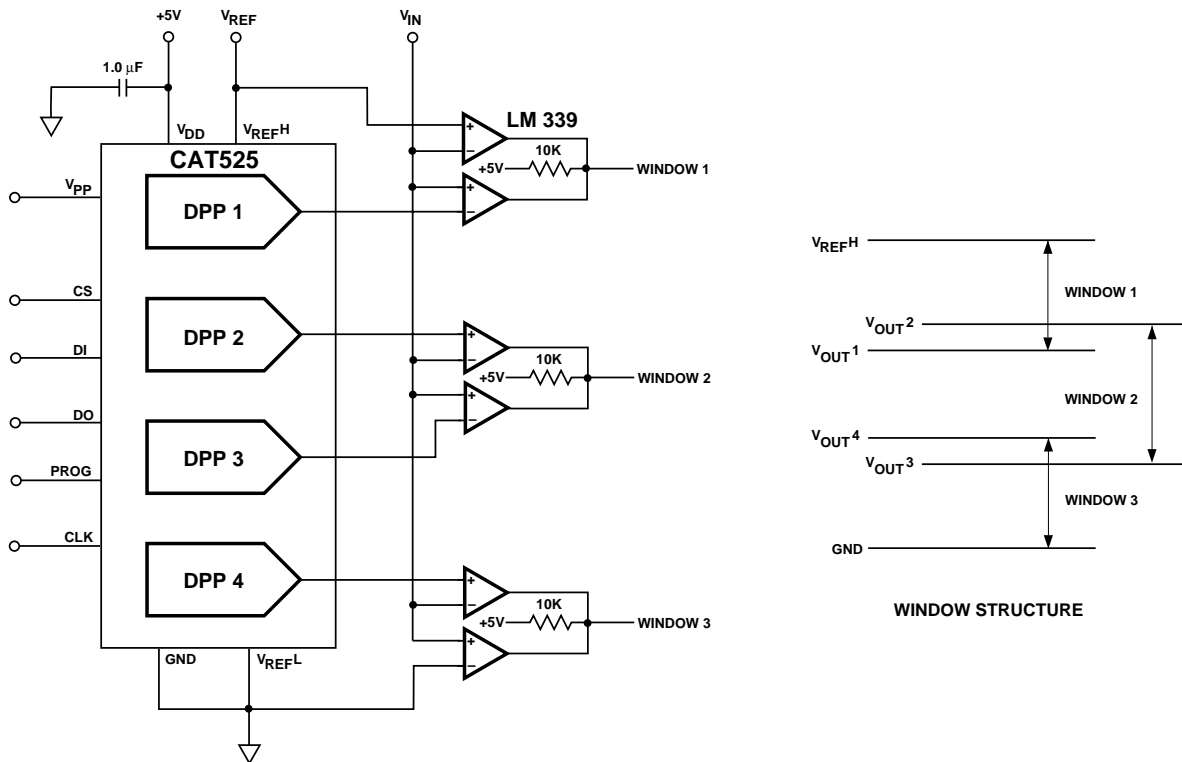 +5V
VREF
VIN
1.0 µF
VDD
VREFH
LM 339
CAT525
10K
+5V
WINDOW 1
+
−
+
−
VPP
DPP 1
CS
DPP 2
+
−
10K
+5V
WINDOW 2
+
−
DI
DO
DPP 3
PROG
CLK
DPP 4
+
−
10K
+5V
WINDOW 3
+
−
GND
VREFL
VREFH
WINDOW 1
VOUT2
VOUT1
WINDOW 2
VOUT4
VOUT3
WINDOW 3
GND
WINDOW STRUCTURE